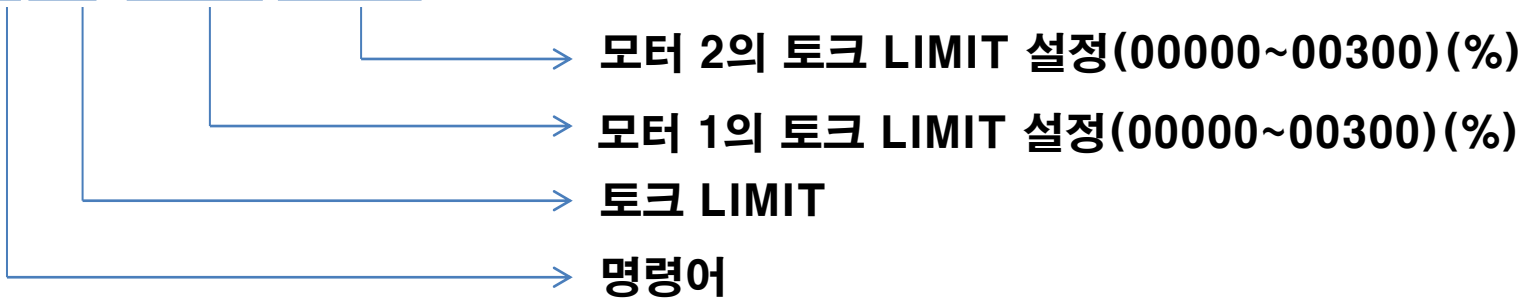 모터 2의 토크 LIMIT 설정(00000~00300)(%)
모터 1의 토크 LIMIT 설정(00000~00300)(%)
토크 LIMIT
명령어